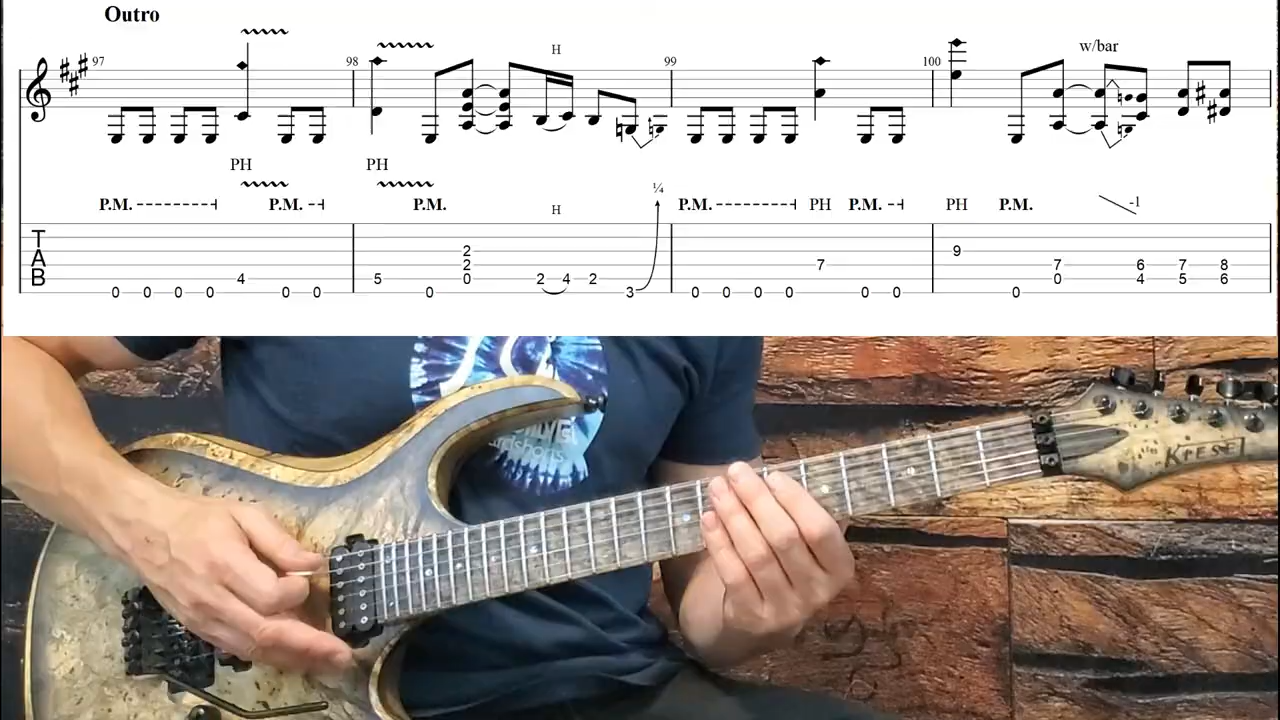 Outro
97 98 H 99 100 w/bar
PH PH
P.M. P.M. P.M. H 1/4 P.M. PH P.M. PH P.M. -1
T
A
B
0 0 0 0 4 0 0 5 0 2 2 0 2 4 2 3 0 0 0 0 7 0 0 9 0 7 0 6 4 7 5 8 6
KRESEL